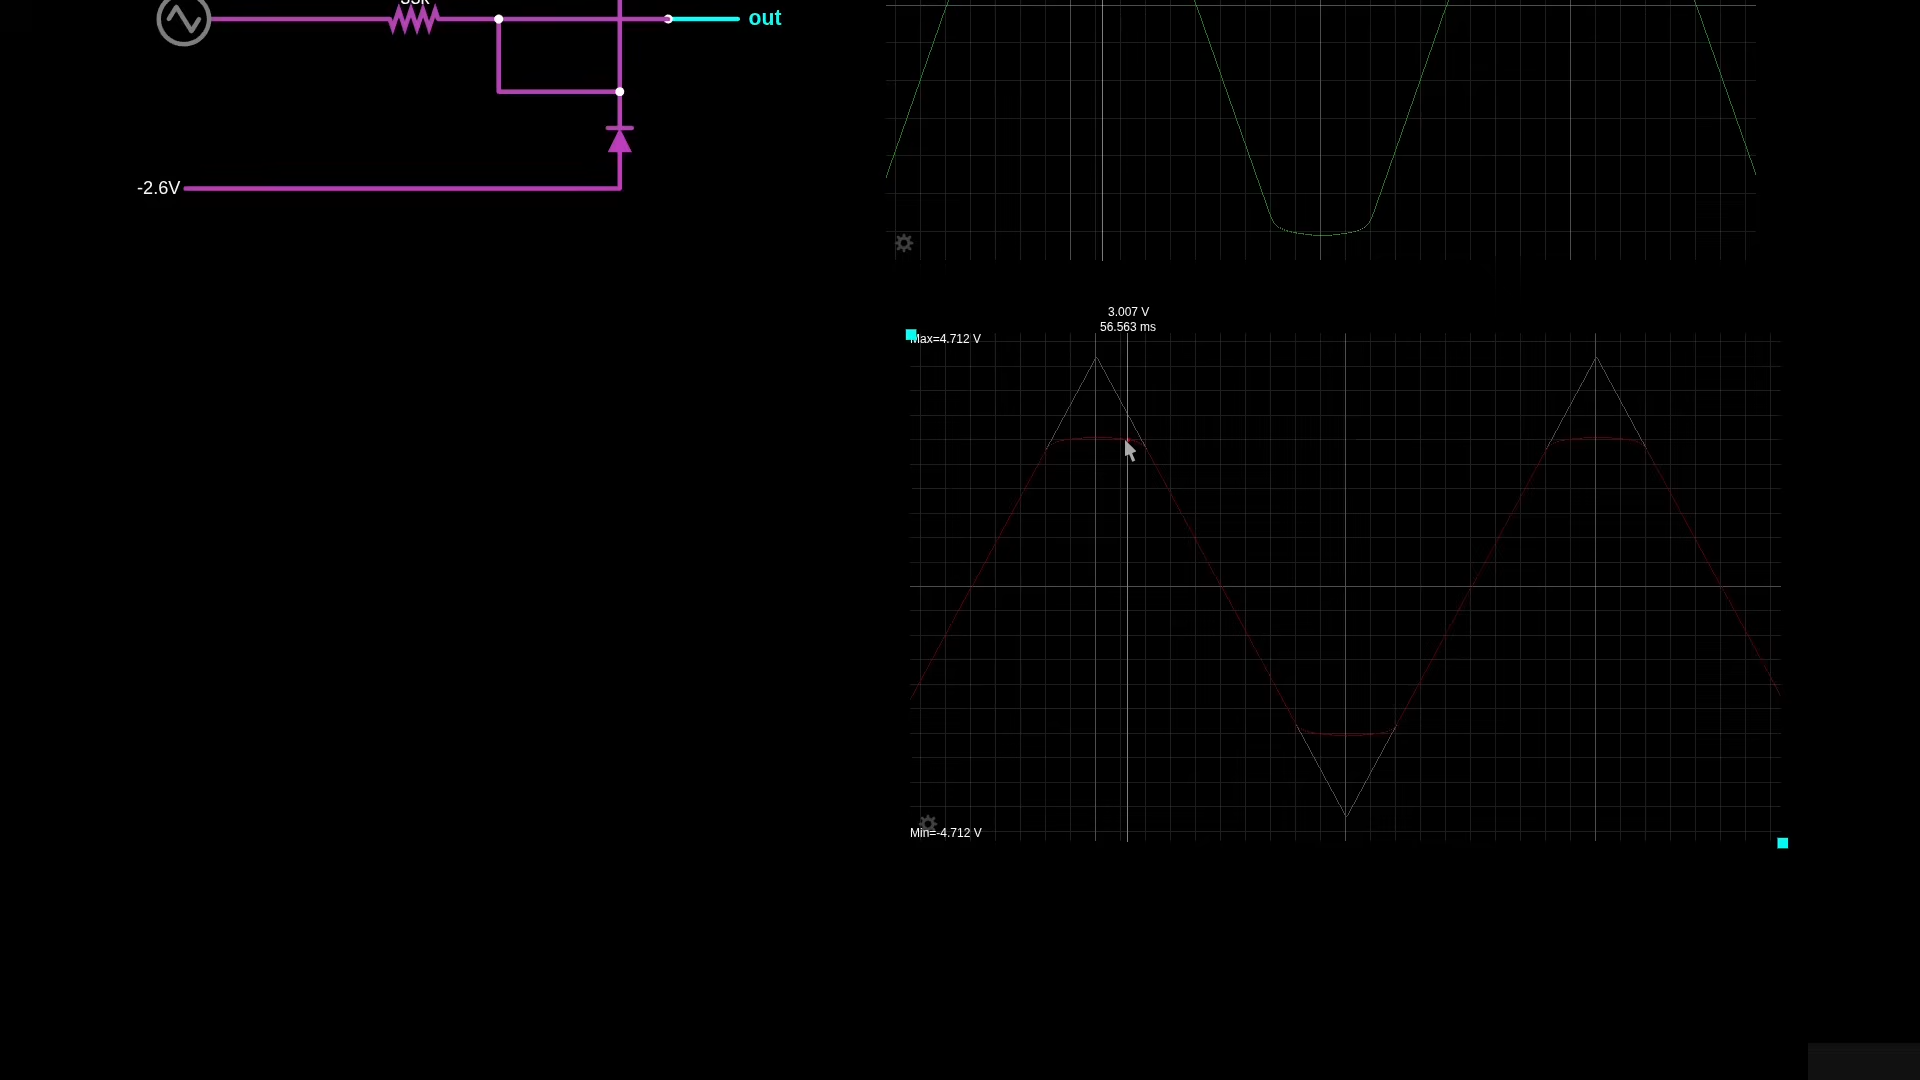 out
-2.6V
3.007 V
56.563 ms
Max=4.712 V
Min=-4.712 V